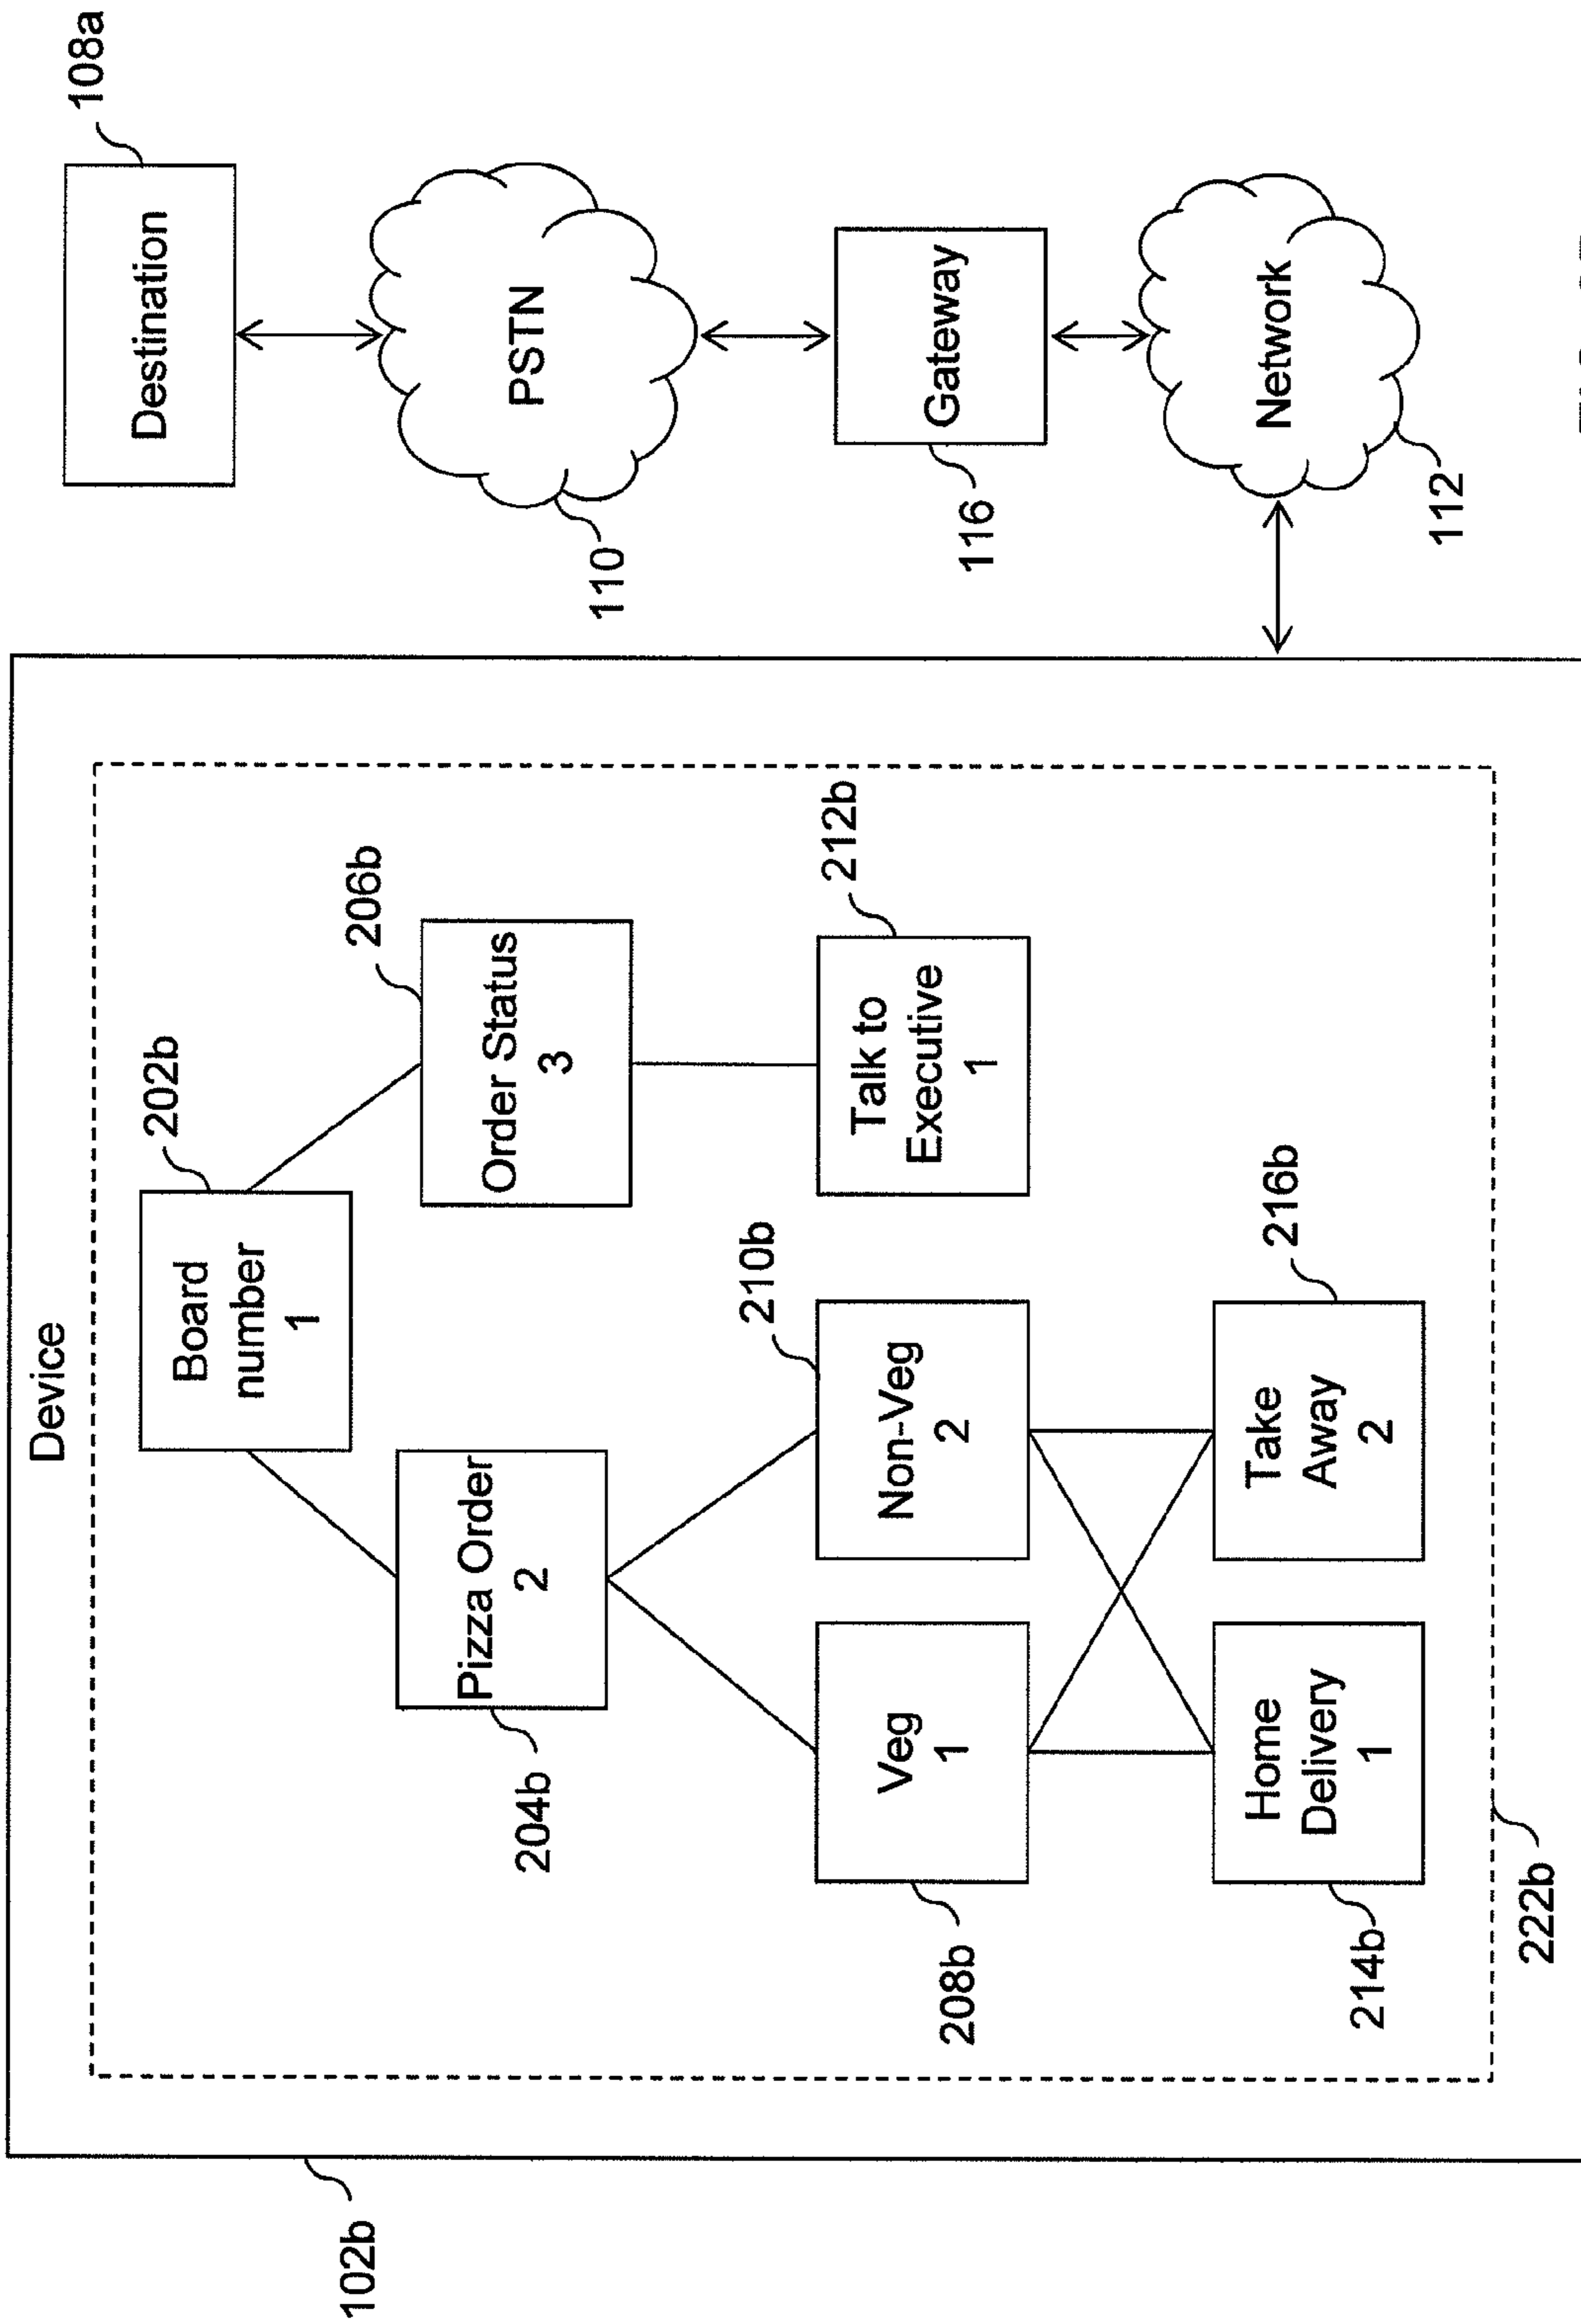 Device
102b
Board
number
1
202b
Pizza Order
2
204b
Order Status
3
206b
Veg
1
208b
Non-Veg
2
210b
Talk to
Executive
1
212b
Home
Delivery
1
214b
Take
Away
2
216b
222b
Destination
108a
PSTN
110
Gateway
116
Network
112